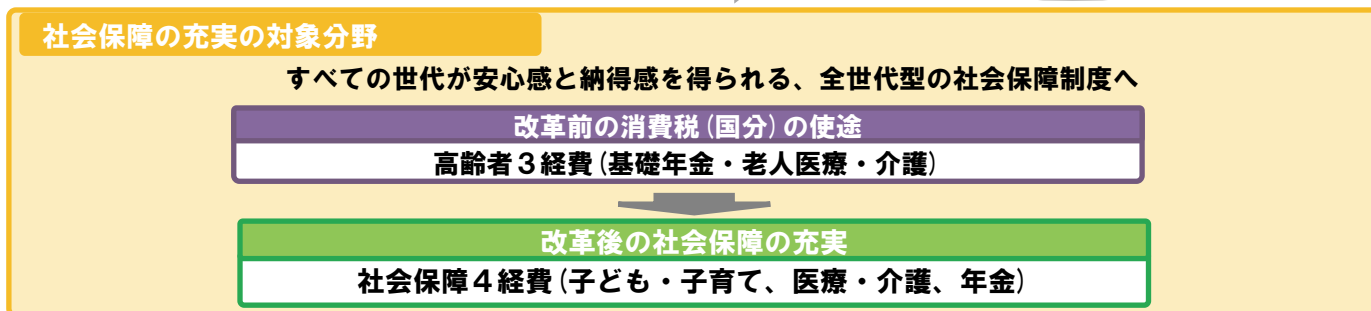 社会保障の充実の対象分野
すべての世代が安心感と納得感を得られる、全世代型の社会保障制度へ
改革前の消費税(国分)の使途
高齢者３経費(基礎年金・老人医療・介護)
改革後の社会保障の充実
社会保障４経費(子ども・子育て、医療・介護、年金)